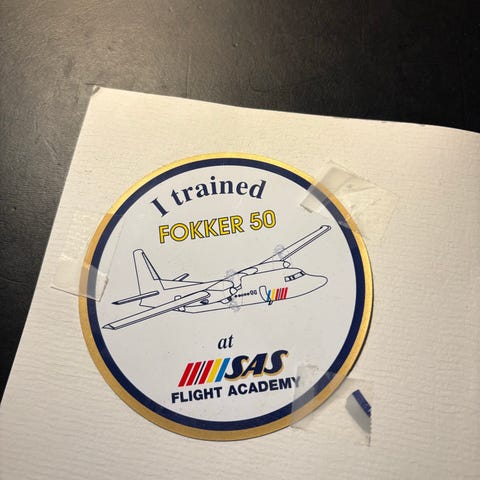 I trained
FOKKER 50
at
SAS
FLIGHT ACADEMY